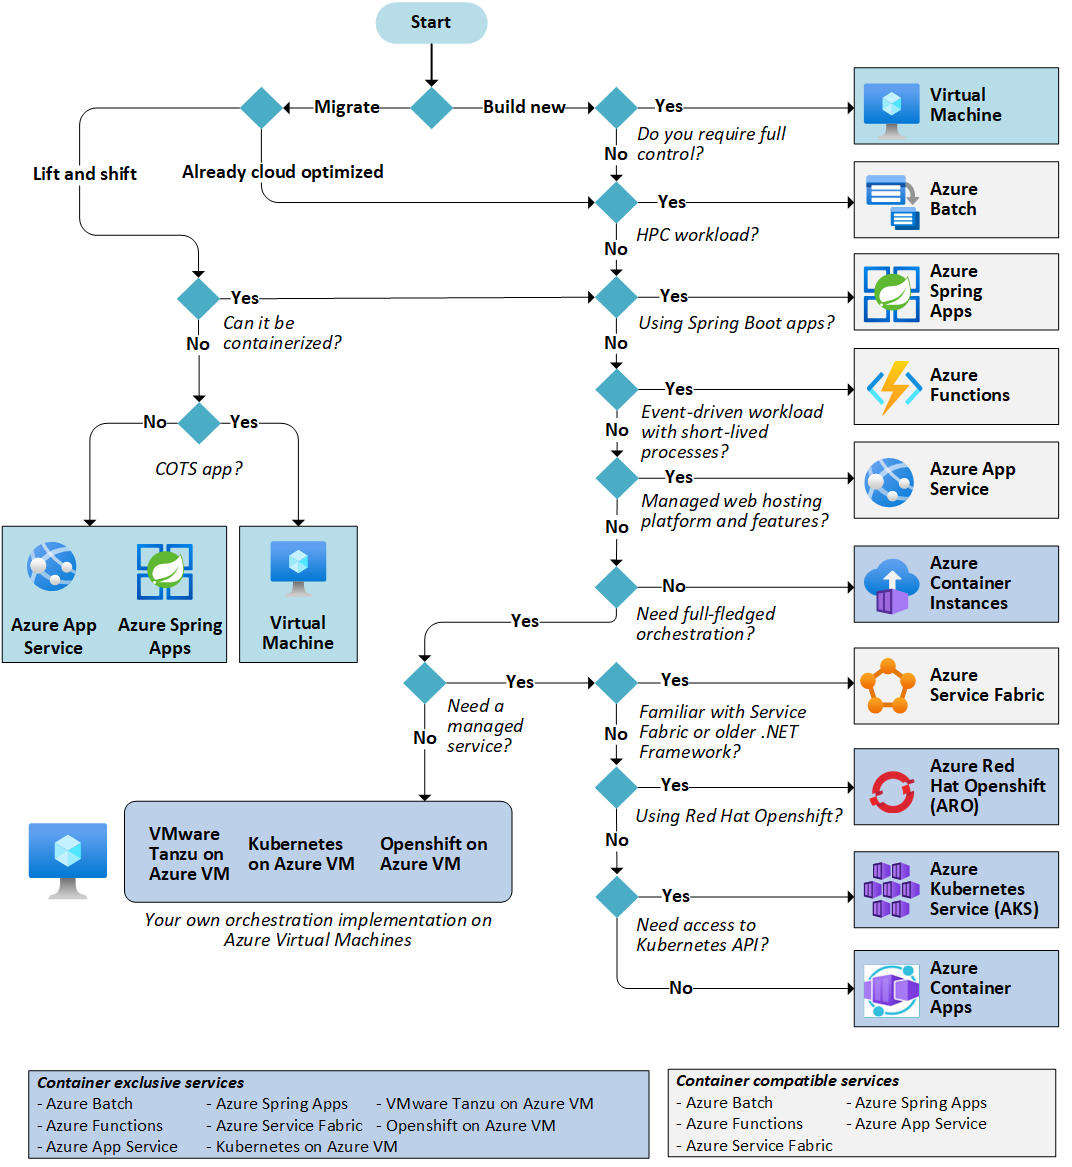 Start
Migrate
Build new
Yes
Do you require full
control?
No
Virtual
Machine
Lift and shift
Already cloud optimized
Yes
HPC workload?
No
Azure
Batch
Yes
Can it be
containerized?
No
Yes
Using Spring Boot apps?
No
Azure
Spring
Apps
Yes
Event-driven workload
with short-lived
processes?
No
Azure
Functions
No
Yes
COTS app?
Yes
Managed web hosting
platform and features?
No
Azure App
Service
Azure App
Service
Azure Spring
Apps
Virtual
Machine
No
Need full-fledged
orchestration?
Yes
Azure
Container
Instances
Yes
Need a
managed
service?
No
Yes
Familiar with Service
Fabric or older .NET
Framework?
No
Azure
Service Fabric
Yes
Using Red Hat Openshift?
No
Azure Red
Hat Openshift
(ARO)
VMware
Tanzu on
Azure VM
Kubernetes
on Azure VM
Openshift on
Azure VM
Your own orchestration implementation on
Azure Virtual Machines
Yes
Need access to
Kubernetes API?
No
Azure
Kubernetes
Service (AKS)
Azure
Container
Apps
Container exclusive services
- Azure Batch
- Azure Functions
- Azure App Service
- Azure Spring Apps
- Azure Service Fabric
- Kubernetes on Azure VM
- VMware Tanzu on Azure VM
- Openshift on Azure VM
Container compatible services
- Azure Batch
- Azure Functions
- Azure Service Fabric
- Azure Spring Apps
- Azure App Service